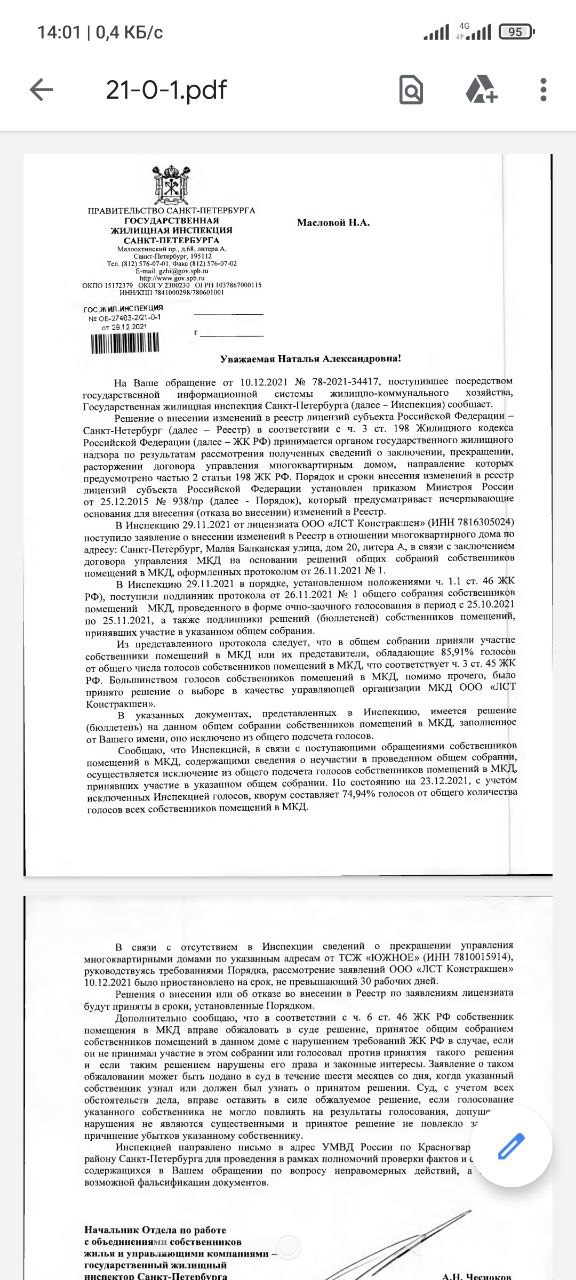 14:01 | 0,4 КБ/с
4G
95
21-0-1.pdf
ПРАВИТЕЛЬСТВО САНКТ-ПЕТЕРБУРГА
ГОСУДАРСТВЕННАЯ
ЖИЛИЩНАЯ ИНСПЕКЦИЯ
САНКТ-ПЕТЕРБУРГА
Малоохтинский пр., д.68, литера А,
Санкт-Петербург, 195112
Тел. (812) 576-07-01, Факс (812) 576-07-02
E-mail gzhi@gov.spb.ru
http://www.gov.spb.ru
ОКПО 15172379 ОКОГУ 2300230 ОГРН 1037867000115
ИНН/КПП 7841000298/780601001
Масловой Н.А.
ГОС.ЖИЛ.ИНСПЕКЦИЯ
№ ОБ-27403-2/21-0-1
от 29.12.2021
г
Уважаемая Наталья Александровна!
На Ваше обращение от 10.12.2021 № 78-2021-34417, поступившее посредством
государственной информационной системы жилищно-коммунального хозяйства,
Государственная жилищная инспекция Санкт-Петербурга (далее – Инспекция) сообщает.
Решение о внесении изменений в реестр лицензий субъекта Российской Федерации –
Санкт-Петербург (далее – Реестр) в соответствии с ч. 3 ст. 198 Жилищного кодекса
Российской Федерации (далее – ЖК РФ) принимается органом государственного жилищного
надзора по результатам рассмотрения полученных сведений о заключении, прекращении,
расторжении договора управления многоквартирным домом, направление которых
предусмотрено частью 2 статьи 198 ЖК РФ. Порядок и сроки внесения изменений в реестр
лицензий субъекта Российской Федерации установлен приказом Минстроя России
от 25.12.2015 № 938/пр (далее - Порядок), который предусматривает исчерпывающие
основания для внесения (отказа во внесении) изменений в Реестр.
В Инспекцию 29.11.2021 от лицензиата ООО «ЛСТ Констракшен» (ИНН 7816305024)
поступило заявление о внесении изменений в Реестр в отношении многоквартирного дома по
адресу: Санкт-Петербург, Малая Балканская улица, дом 20, литера А, в связи с заключением
договора управления МКД на основании решений общих собраний собственников
помещений в МКД, оформленных протоколом от 26.11.2021 № 1.
В Инспекцию 29.11.2021 в порядке, установленном положениями ч. 1.1 ст. 46 ЖК
РФ), поступили подлинник протокола от 26.11.2021 № 1 общего собрания собственников
помещений МКД, проведенного в форме очно-заочного голосования в период с 25.10.2021
по 25.11.2021, а также подлинники решений (бюллетеней) собственников помещений,
принявших участие в указанном общем собрании.
Из представленного протокола следует, что в общем собрании приняли участие
собственники помещений в МКД или их представители, обладающие 85,91% голосов
от общего числа голосов собственников помещений в МКД, что соответствует ч. 3 ст. 45 ЖК
РФ. Большинством голосов собственников помещений в МКД, помимо прочего, было
принято решение о выборе в качестве управляющей организации МКД ООО «ЛСТ
Констракшен».
В указанных документах, представленных в Инспекцию, имеется решение
(бюллетень) на данном общем собрании собственников помещений в МКД, заполненное
от Вашего имени, оно исключено из общего подсчета голосов.
Сообщаю, что Инспекцией, в связи с поступающими обращениями собственников
помещений в МКД, содержащими сведения о неучастии в проведенном общем собрании,
осуществляется исключение из общего подсчета голосов собственников помещений в МКД,
принявших участие в указанном общем собрании. По состоянию на 23.12.2021, с учетом
исключенных Инспекцией голосов, кворум составляет 74,94% голосов от общего количества
голосов всех собственников помещений в МКД.
В связи с отсутствием в Инспекции сведений о прекращении управления
многоквартирными домами по указанным адресам от ТСЖ «ЮЖНОЕ» (ИНН 7810015914),
руководствуясь требованиями Порядка, рассмотрение заявлений ООО «ЛСТ Констракшен»
10.12.2021 было приостановлено на срок, не превышающий 30 рабочих дней.
Решения о внесении или об отказе во внесении в Реестр по заявлениям лицензиата
будут приняты в сроки, установленные Порядком.
Дополнительно сообщаю, что в соответствии с ч. 6 ст. 46 ЖК РФ собственник
помещения в МКД вправе обжаловать в суде решение, принятое общим собранием
собственников помещений в данном доме с нарушением требований ЖК РФ в случае, если
он не принимал участие в этом собрании или голосовал против принятия такого решения
и если таким решением нарушены его права и законные интересы. Заявление о таком
обжаловании может быть подано в суд в течение шести месяцев со дня, когда указанный
собственник узнал или должен был узнать о принятом решении. Суд, с учетом всех
обстоятельств дела, вправе оставить в силе обжалуемое решение, если голосование
указанного собственника не могло повлиять на результаты голосования, допуще
нарушения не являются существенными и принятое решение не повлекло за
причинение убытков указанному собственнику.
Инспекцией направлено письмо в адрес УМВД России по Красногвар
району Санкт-Петербурга для проведения в рамках полномочий проверки фактов и с
содержащихся в Вашем обращении по вопросу неправомерных действий, а
возможной фальсификации документов.
Начальник Отдела по работе
с объединениями собственников
жилья и управляющими компаниями –
государственный жилищный
инспектор Санкт-Петербурга
А.Н. Чесноков